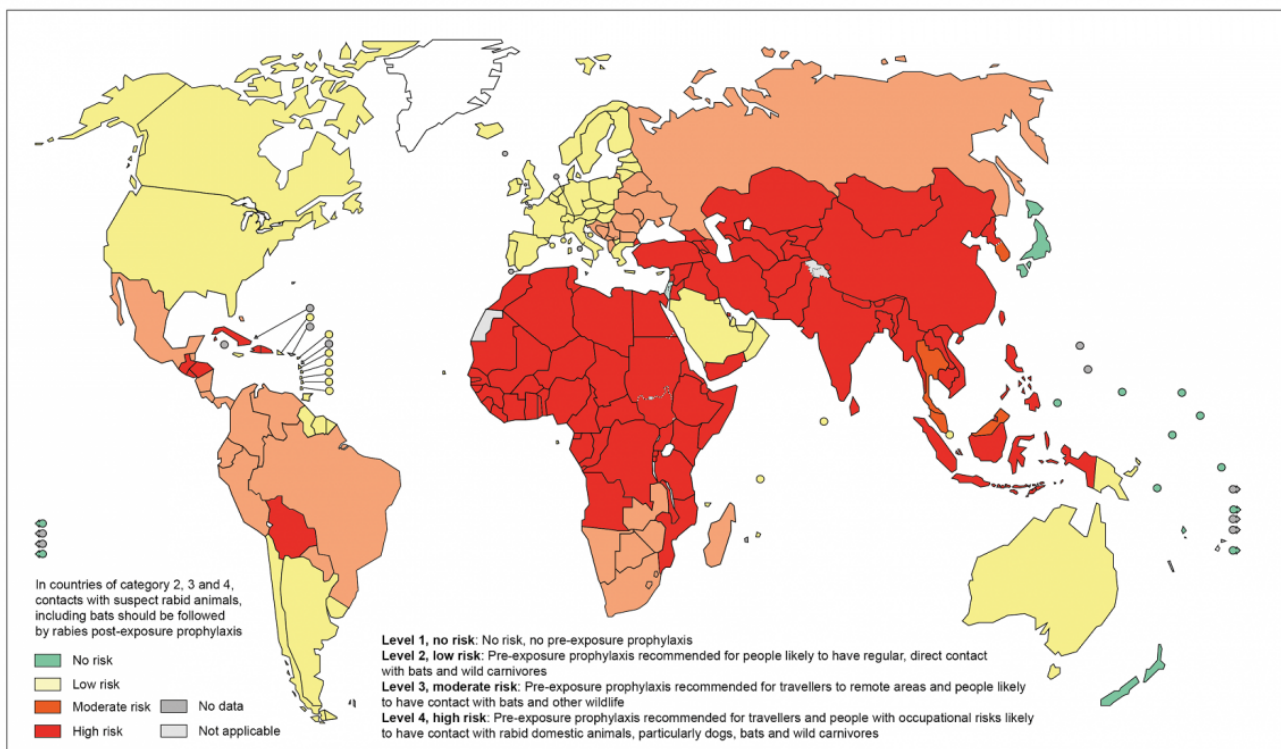 In countries of category 2, 3 and 4,
contacts with suspect rabid animals,
including bats should be followed
by rabies post-exposure prophylaxis
No risk
Low risk
Moderate risk
High risk
No data
Not applicable
Level 1, no risk: No risk, no pre-exposure prophylaxis
Level 2, low risk: Pre-exposure prophylaxis recommended for people likely to have regular, direct contact
with bats and wild carnivores
Level 3, moderate risk: Pre-exposure prophylaxis recommended for travellers to remote areas and people likely
to have contact with bats and other wildlife
Level 4, high risk: Pre-exposure prophylaxis recommended for travellers and people with occupational risks likely
to have contact with rabid domestic animals, particularly dogs, bats and wild carnivores